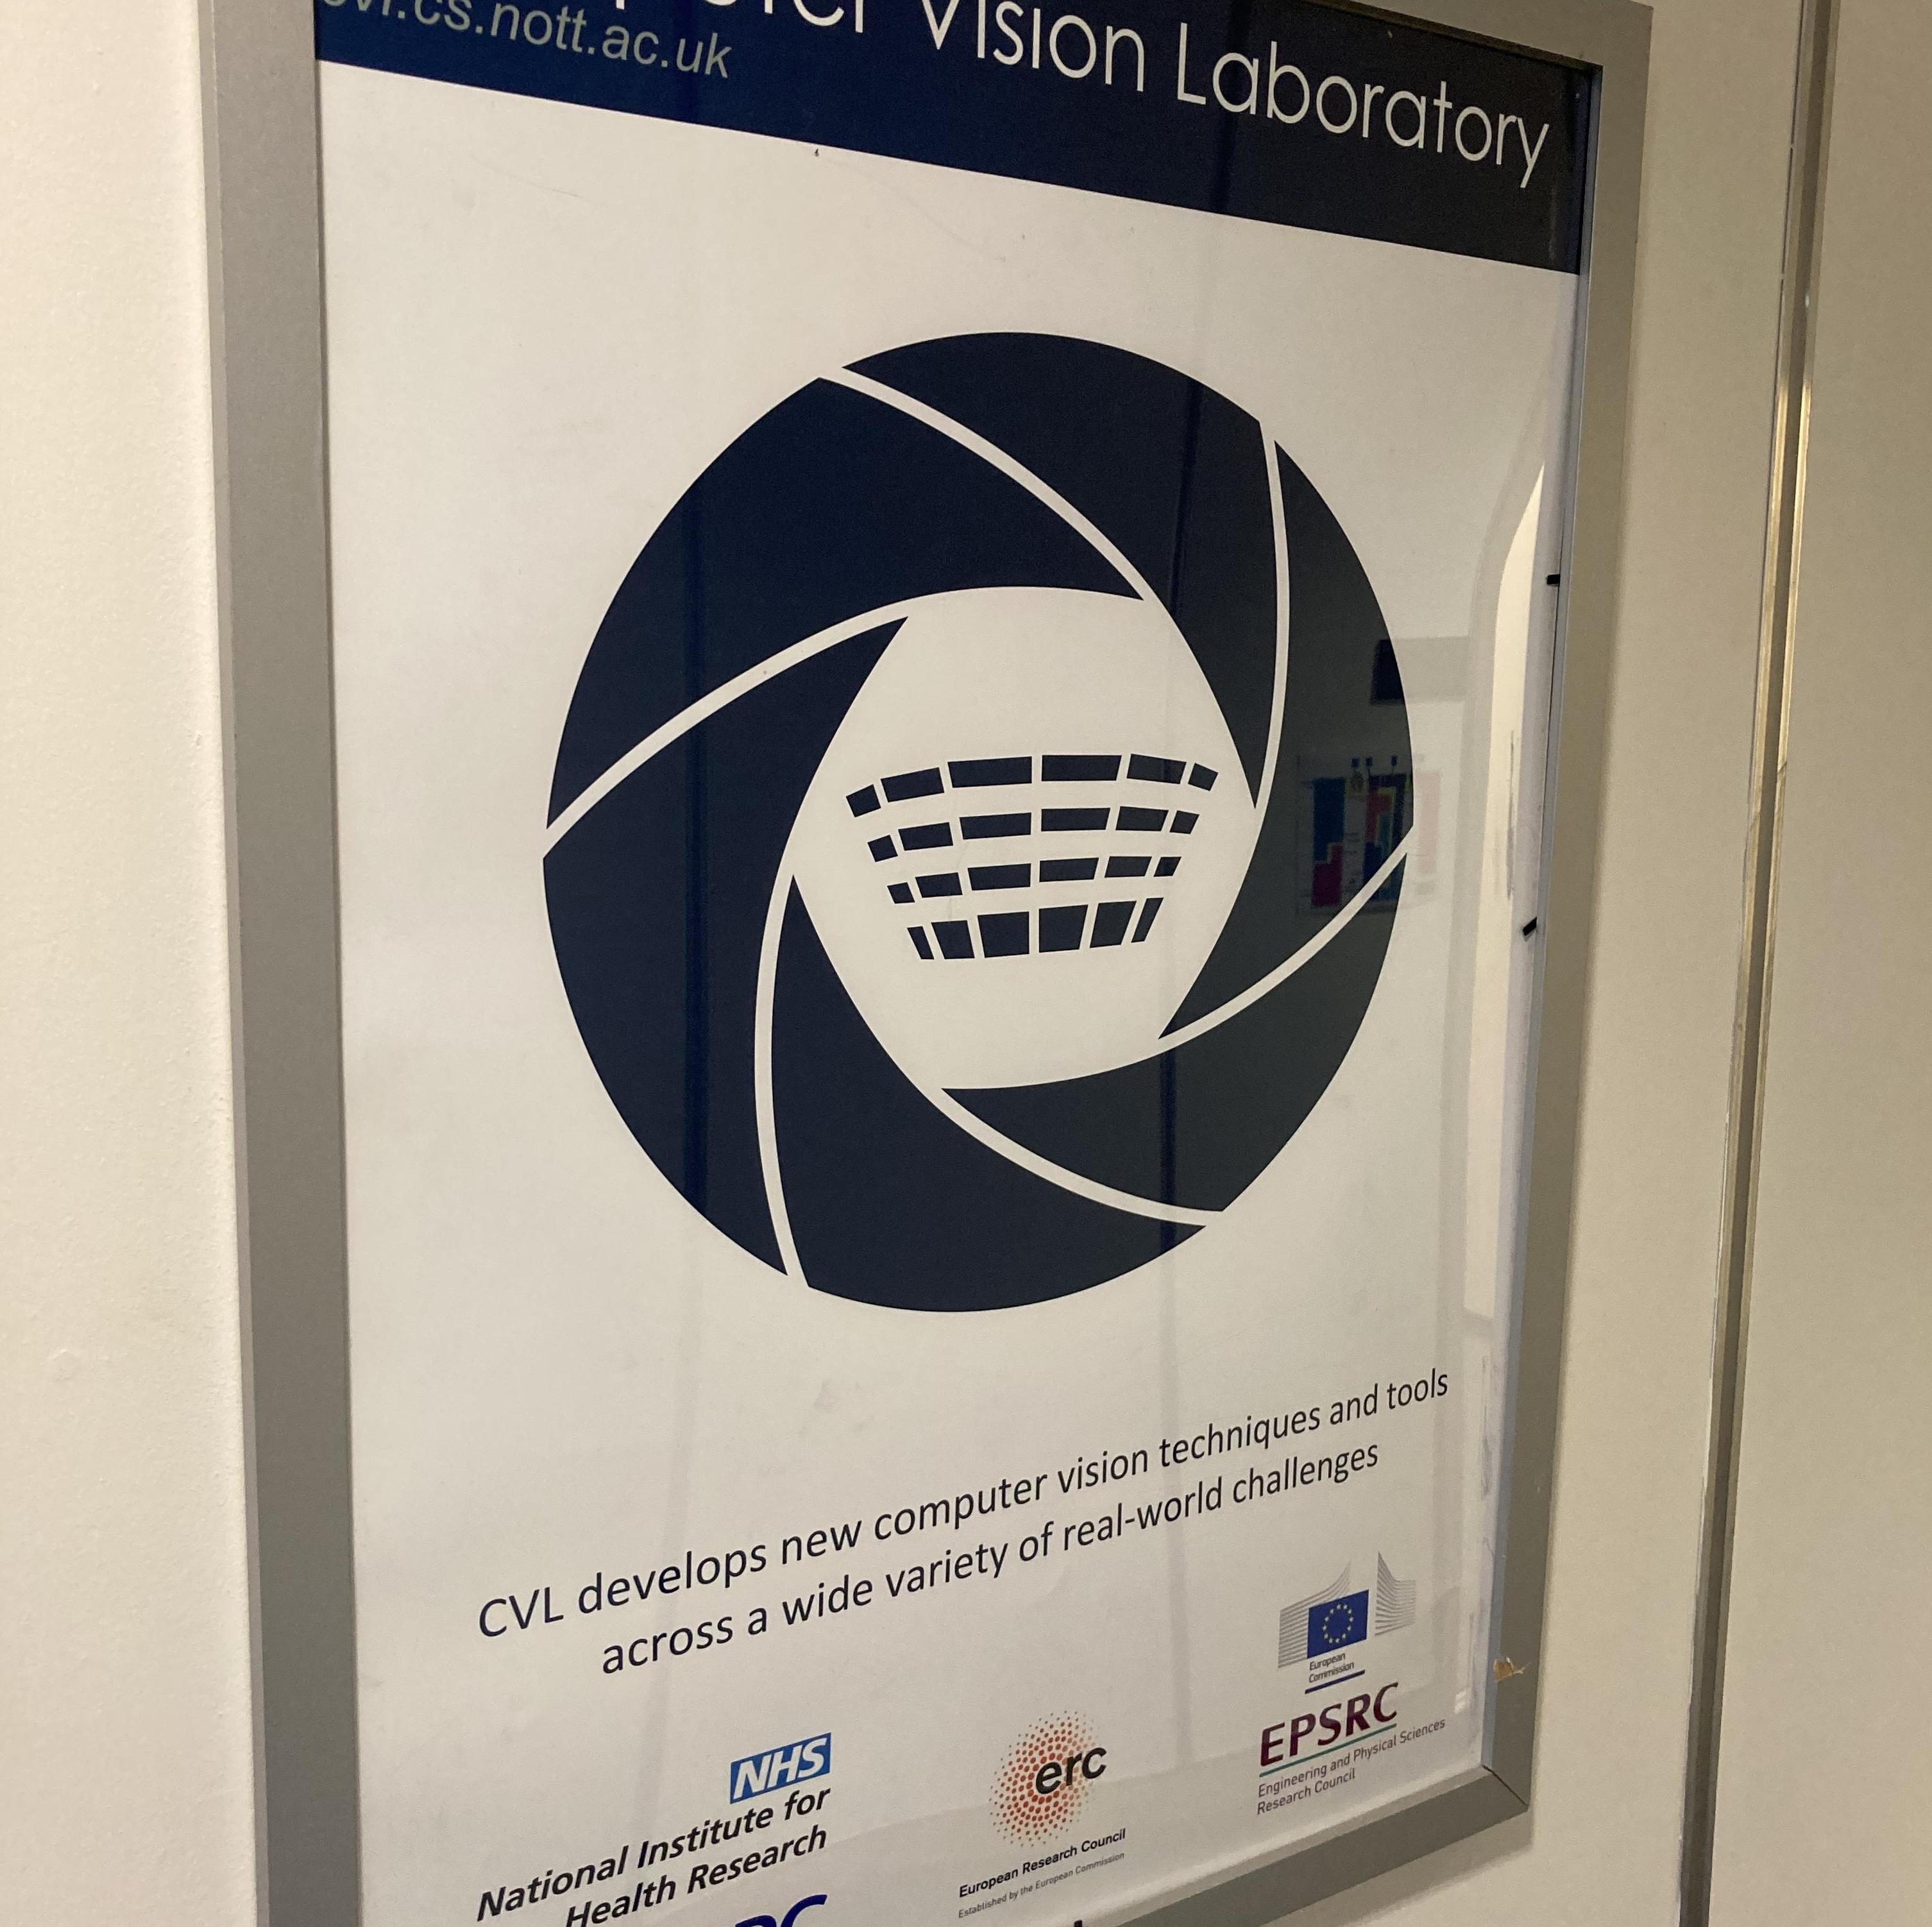 Vision Laboratory
.cs.nott.ac.uk
CVL develops new computer vision techniques and tools
across a wide variety of real-world challenges
European
Commission
NHS
National Institute for
Health Research
erc
European Research Council
Established by the European Commission
EPSRC
Engineering and Physical Sciences
Research Council